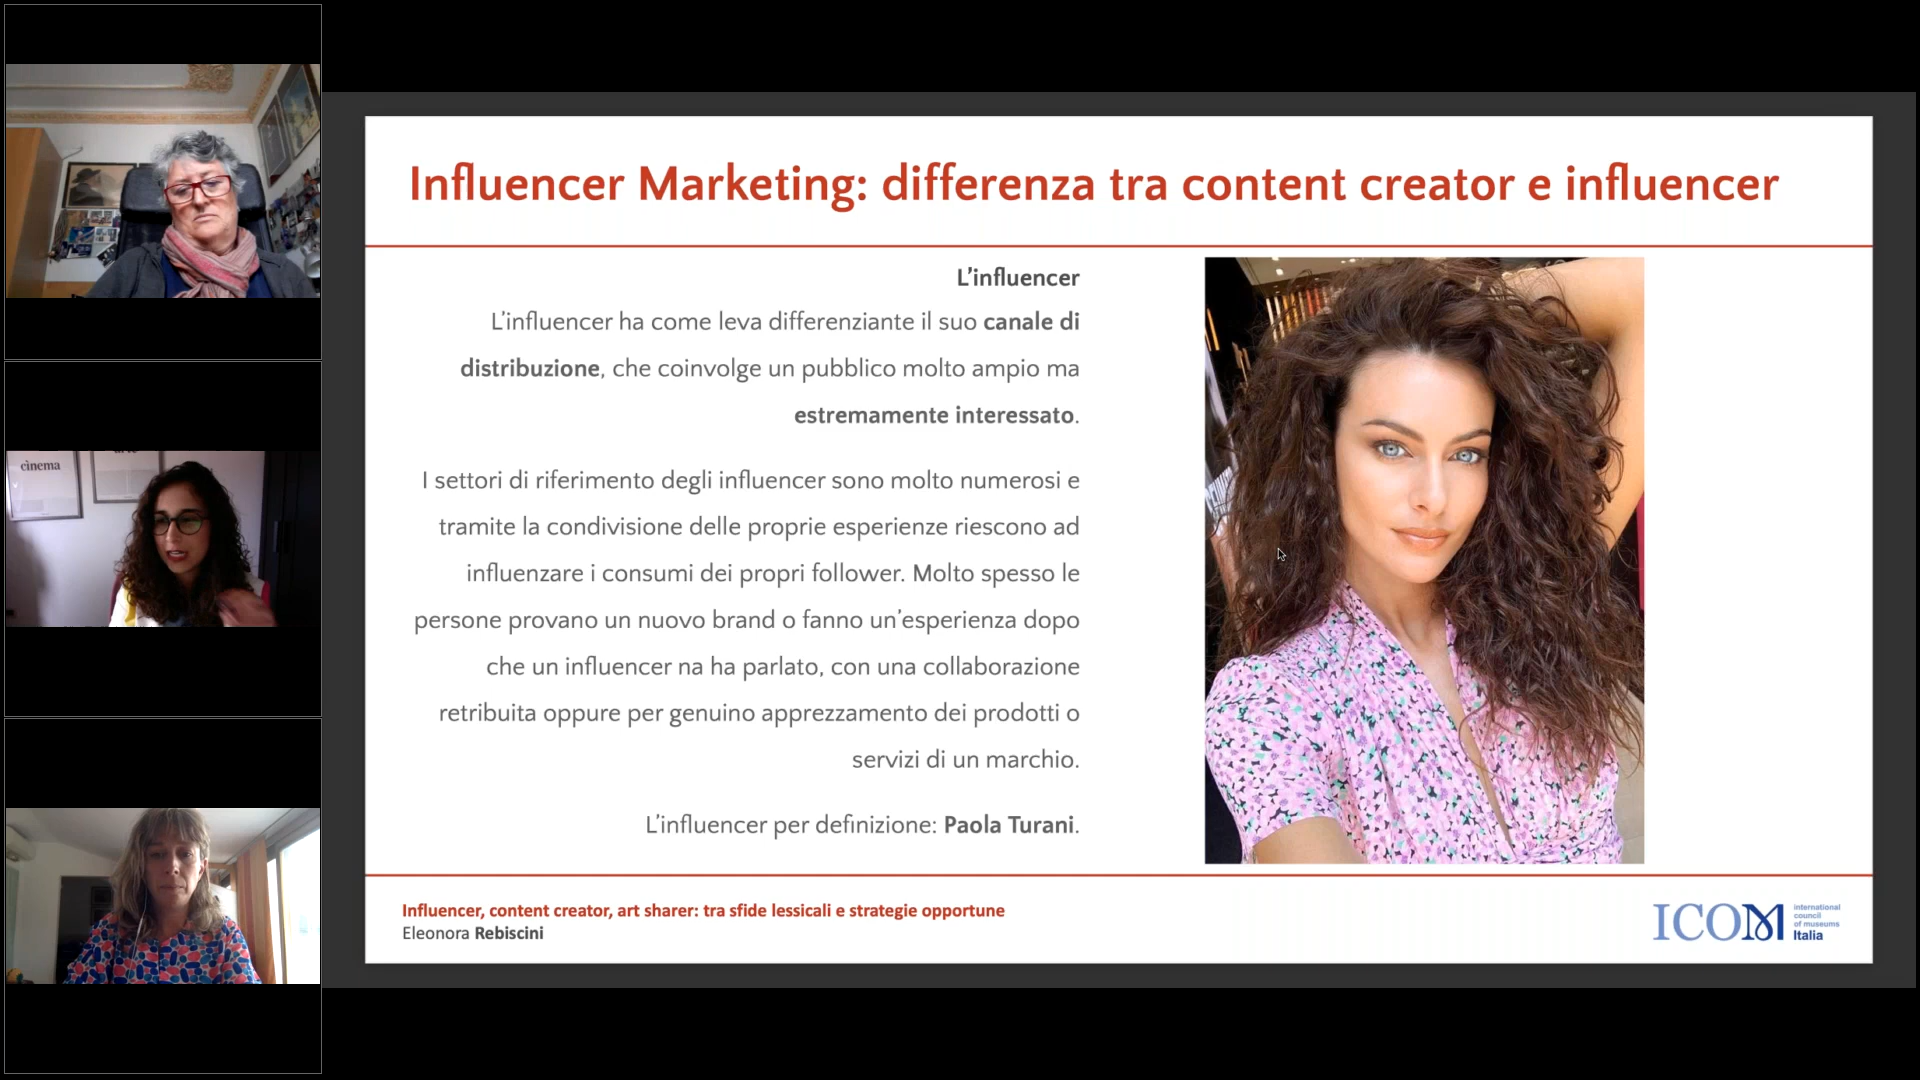 cinema
Influencer Marketing: differenza tra content creator e influencer
L’influencer
L’influencer ha come leva differenziante il suo canale di
distribuzione, che coinvolge un pubblico molto ampio ma
estremamente interessato.
I settori di riferimento degli influencer sono molto numerosi e
tramite la condivisione delle proprie esperienze riescono ad
influenzare i consumi dei propri follower. Molto spesso le
persone provano un nuovo brand o fanno un’esperienza dopo
che un influencer na ha parlato, con una collaborazione
retribuita oppure per genuino apprezzamento dei prodotti o
servizi di un marchio.
L’influencer per definizione: Paola Turani.
Influencer, content creator, art sharer: tra sfide lessicali e strategie opportune
Eleonora Rebiscini
ICOM
international
council
of museums
Italia